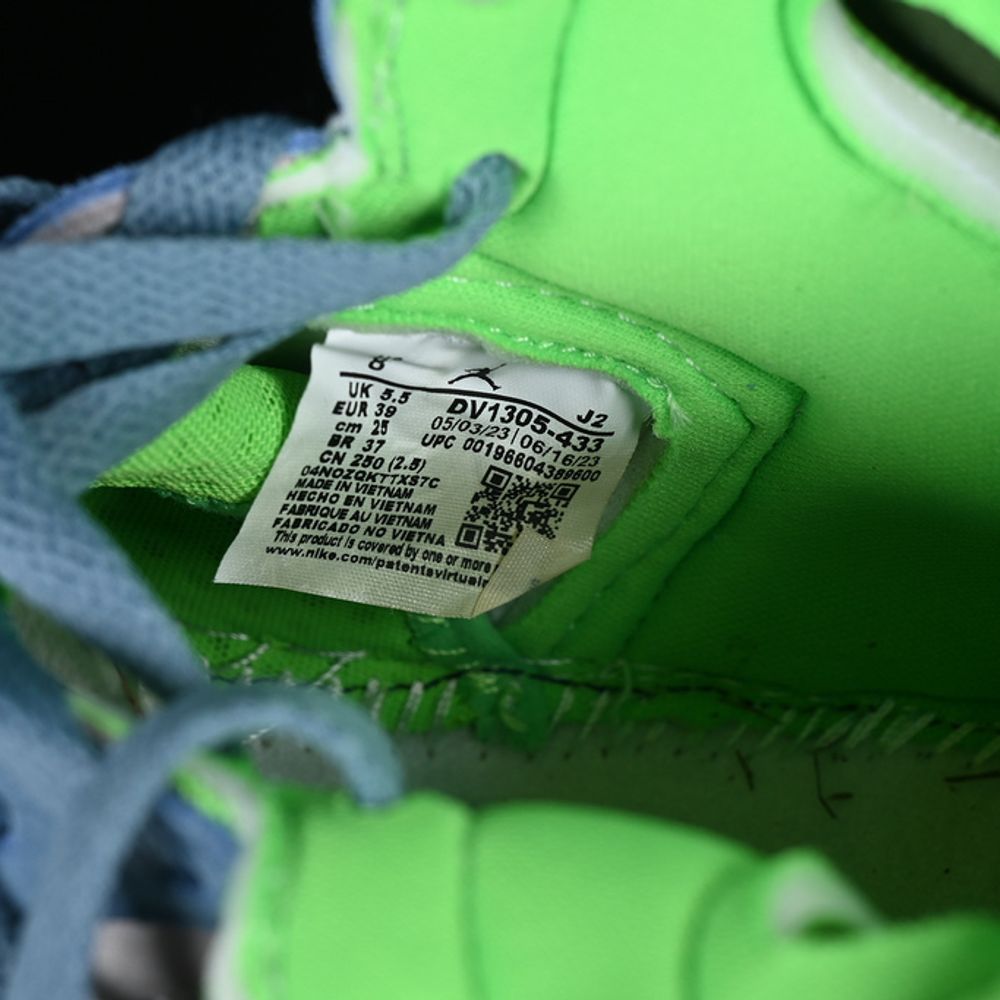 8
UK 5.5
EUR 39
cm 25
BR 37
CN 250 (2.5)
J2
DV1305-433
05/03/23 | 06/16/23
UPC 00196604389600
04N0ZQKTTXS7C
MADE IN VIETNAM
HECHO EN VIETNAM
FABRIQUE AU VIETNAM
FABRICADO NO VIETNA
This product is covered by one or more
www.nike.com/patentsvirtualr